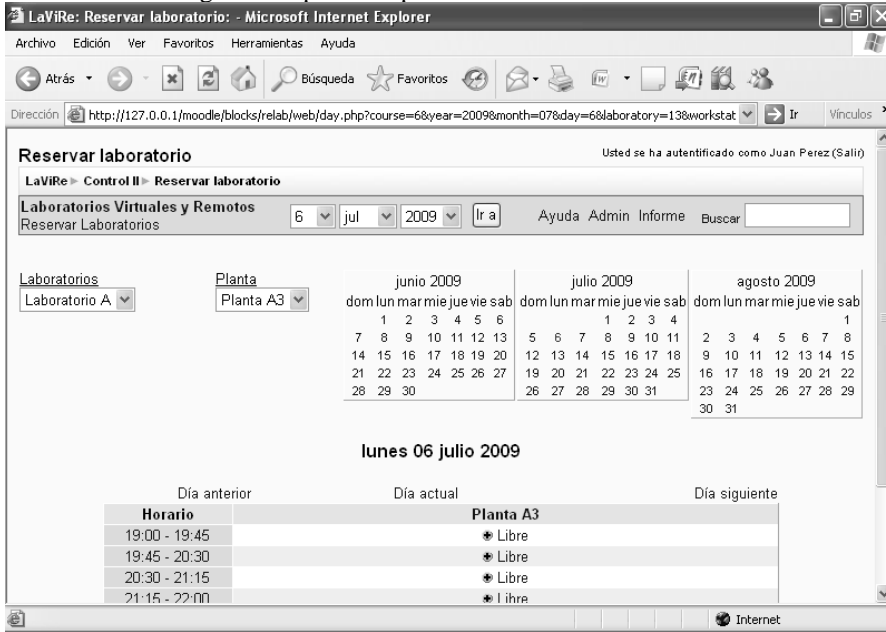 LaViRe: Reservar laboratorio: - Microsoft Internet Explorer
Archivo Edición Ver Favoritos Herramientas Ayuda
Atrás Búsqueda Favoritos
Dirección http://127.0.0.1/moodle/blocks/relab/web/day.php?course=6&year=2009&month=07&day=6&laboratory=13&workstat Ir Vínculos
Reservar laboratorio Usted se ha autentificado como Juan Perez (Salir)
LaViRe Control II Reservar laboratorio
Laboratorios Virtuales y Remotos
Reservar Laboratorios
6 jul 2009 Ir a Ayuda Admin Informe Buscar
Laboratorios Planta
Laboratorio A Planta A3
junio 2009
dom lun mar mie jue vie sab
1 2 3 4 5 6
7 8 9 10 11 12 13
14 15 16 17 18 19 20
21 22 23 24 25 26 27
28 29 30
julio 2009
dom lun mar mie jue vie sab
1 2 3 4
5 6 7 8 9 10 11
12 13 14 15 16 17 18
19 20 21 22 23 24 25
26 27 28 29 30 31
agosto 2009
dom lun mar mie jue vie sab
1
2 3 4 5 6 7 8
9 10 11 12 13 14 15
16 17 18 19 20 21 22
23 24 25 26 27 28 29
30 31
lunes 06 julio 2009
Día anterior Día actual Día siguiente
Horario Planta A3
19:00 - 19:45 Libre
19:45 - 20:30 Libre
20:30 - 21:15 Libre
21:15 - 22:00 Libre
Internet